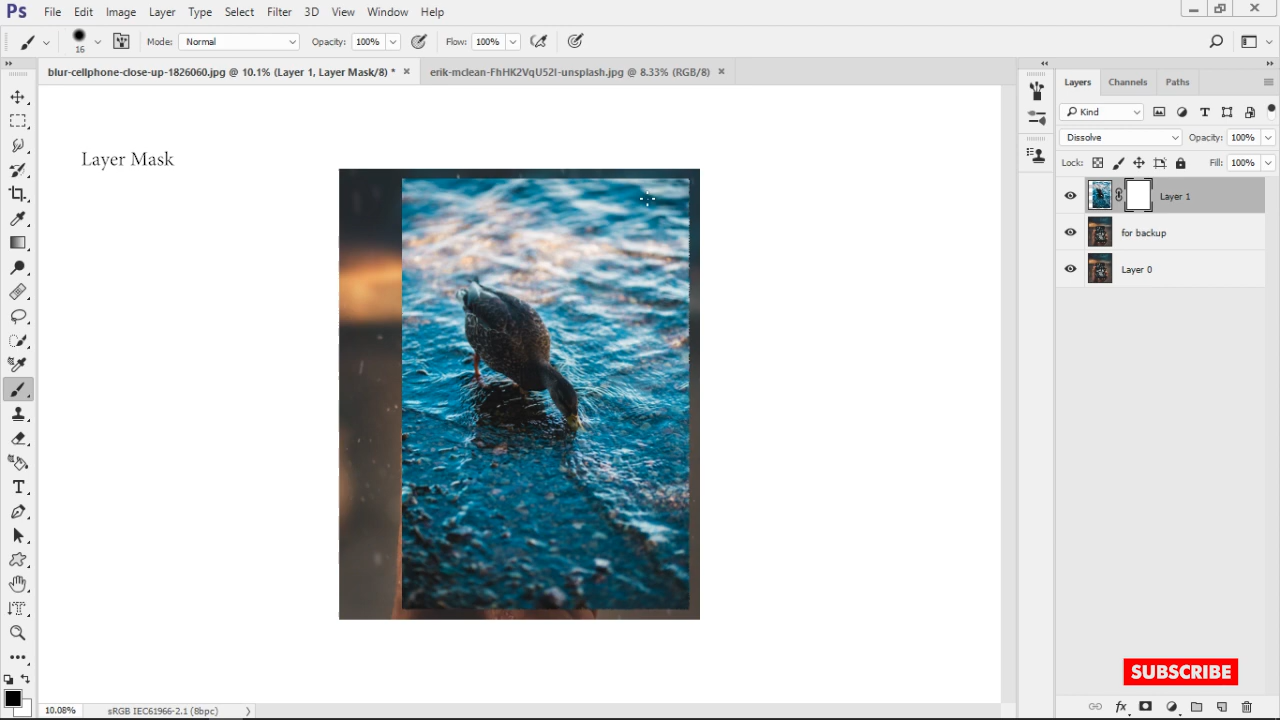 Ps File Edit Image Layer Type Select Filter 3D View Window Help
16 Mode: Normal Opacity: 100% Flow: 100%
blur-cellphone-close-up-1826060.jpg @ 10.1% (Layer 1, Layer Mask/8) * × erik-mclean-FhHK2VqU52I-unsplash.jpg @ 8.33% (RGB/8) ×
Layers Channels Paths
Kind
Dissolve Opacity: 100%
Lock: Fill: 100%
Layer 1
for backup
Layer 0
Layer Mask
SUBSCRIBE
10.08% sRGB IEC61966-2.1 (8bpc)